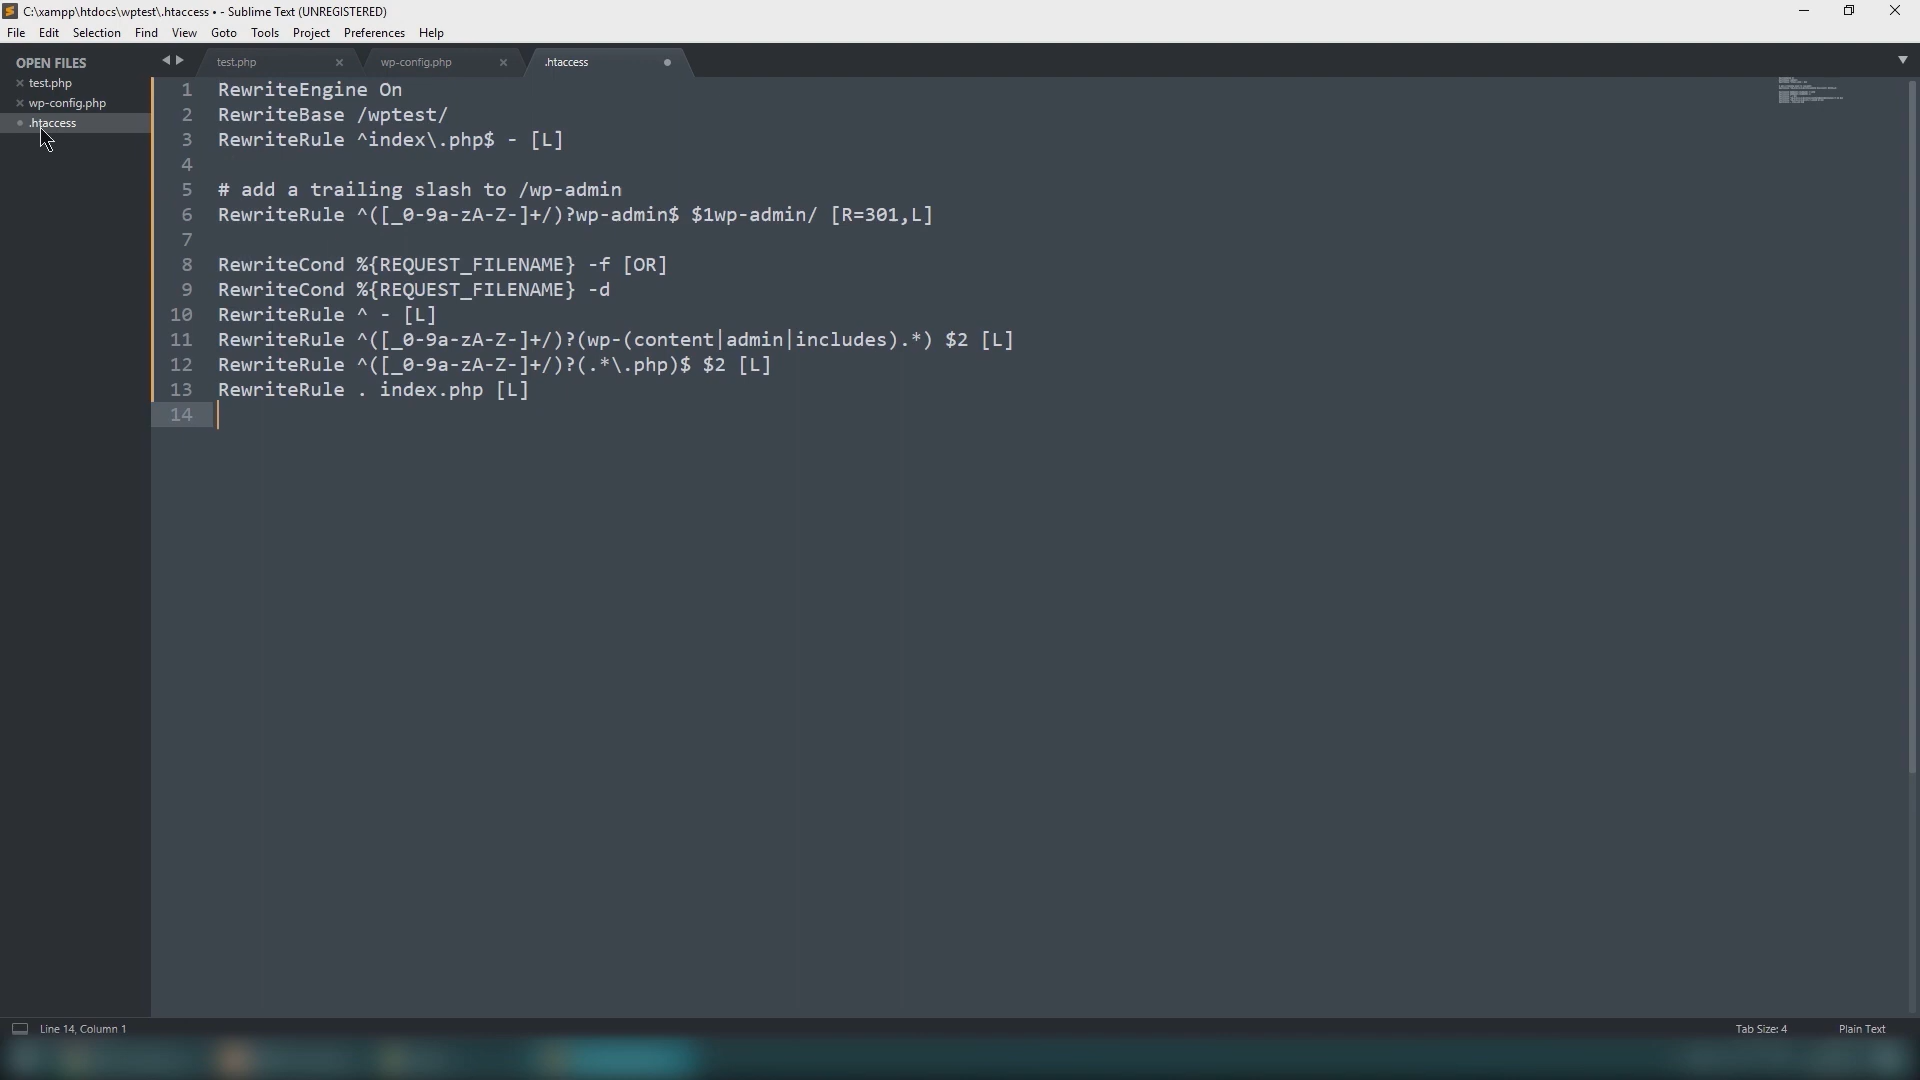 C:\xampp\htdocs\wptest\.htaccess • - Sublime Text (UNREGISTERED)
File Edit Selection Find View Goto Tools Project Preferences Help
OPEN FILES
test.php
wp-config.php
.htaccess
test.php wp-config.php .htaccess
1 RewriteEngine On
2 RewriteBase /wptest/
3 RewriteRule ^index\.php$ - [L]
4
5 # add a trailing slash to /wp-admin
6 RewriteRule ^([_0-9a-zA-Z-]+/)?wp-admin$ $1wp-admin/ [R=301,L]
7
8 RewriteCond %{REQUEST_FILENAME} -f [OR]
9 RewriteCond %{REQUEST_FILENAME} -d
10 RewriteRule ^ - [L]
11 RewriteRule ^([_0-9a-zA-Z-]+/)?(wp-(content|admin|includes).*) $2 [L]
12 RewriteRule ^([_0-9a-zA-Z-]+/)?(.*\.php)$ $2 [L]
13 RewriteRule . index.php [L]
14
Line 14, Column 1
Tab Size: 4 Plain Text